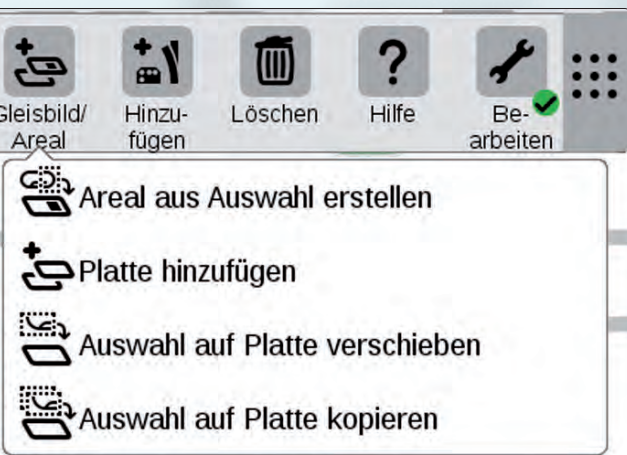 Gleisbild/
Areal
Hinzu-
fügen
Löschen
Hilfe
Be-
arbeiten
Areal aus Auswahl erstellen
Platte hinzufügen
Auswahl auf Platte verschieben
Auswahl auf Platte kopieren